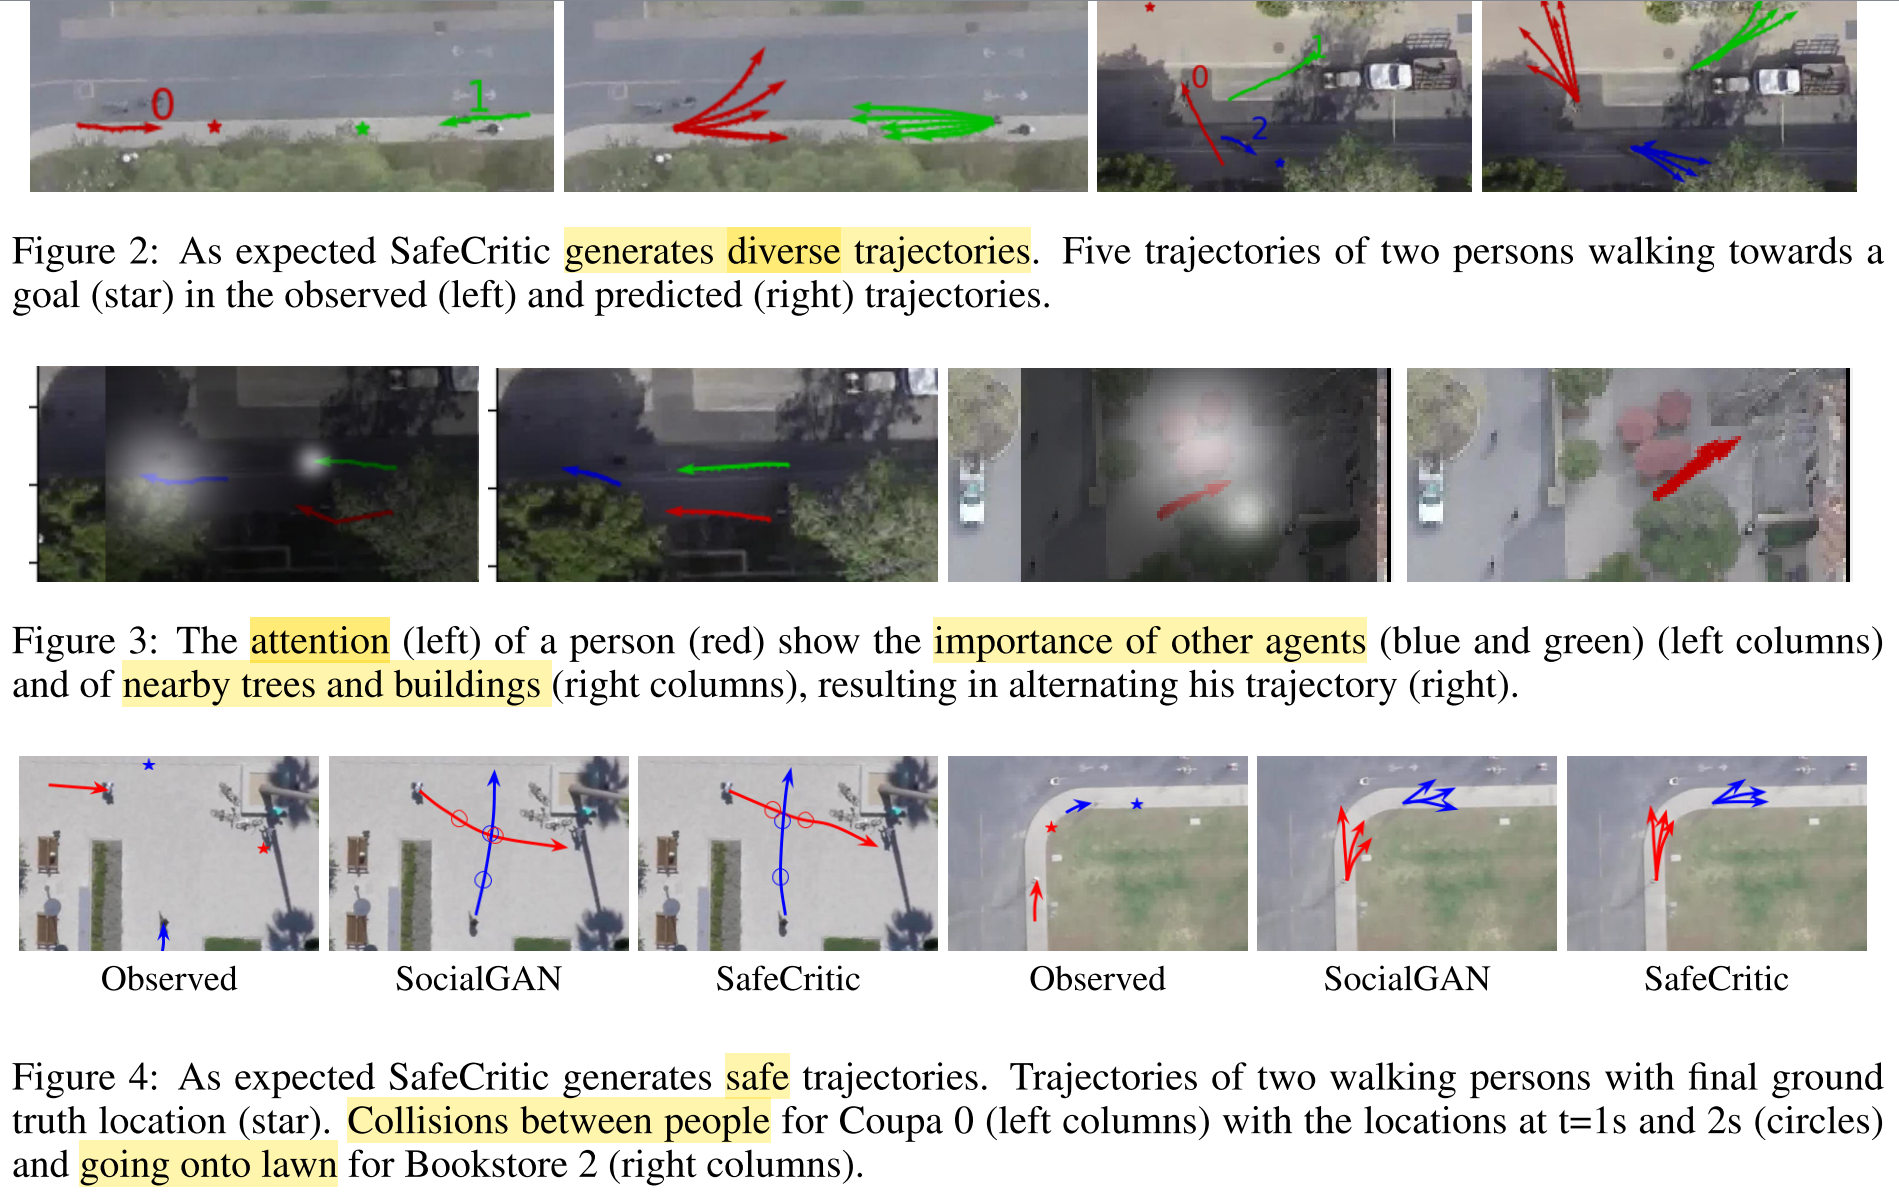 0
1
0
1
2
Figure 2: As expected SafeCritic generates diverse trajectories. Five trajectories of two persons walking towards a
goal (star) in the observed (left) and predicted (right) trajectories.
Figure 3: The attention (left) of a person (red) show the importance of other agents (blue and green) (left columns)
and of nearby trees and buildings (right columns), resulting in alternating his trajectory (right).
Observed
SocialGAN
SafeCritic
Observed
SocialGAN
SafeCritic
Figure 4: As expected SafeCritic generates safe trajectories. Trajectories of two walking persons with final ground
truth location (star). Collisions between people for Coupa 0 (left columns) with the locations at t=1s and 2s (circles)
and going onto lawn for Bookstore 2 (right columns).